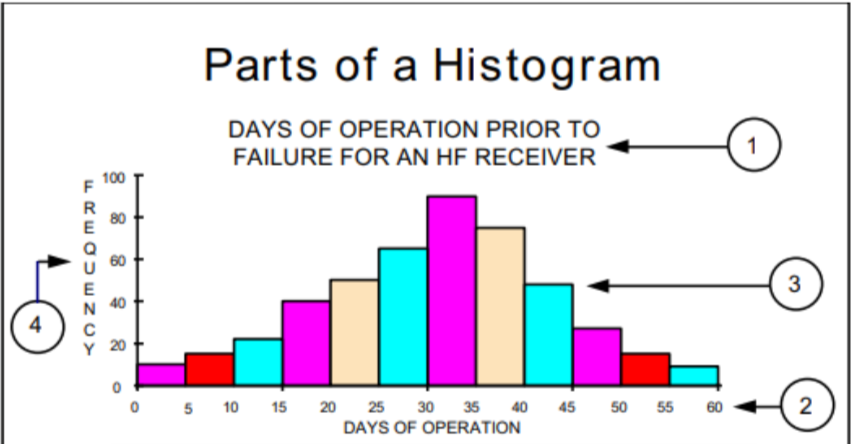 Parts of a Histogram
DAYS OF OPERATION PRIOR TO
FAILURE FOR AN HF RECEIVER
1
FREQUENCY
100
80
60
40
20
0
3
4
0 5 10 15 20 25 30 35 40 45 50 55 60
2
DAYS OF OPERATION